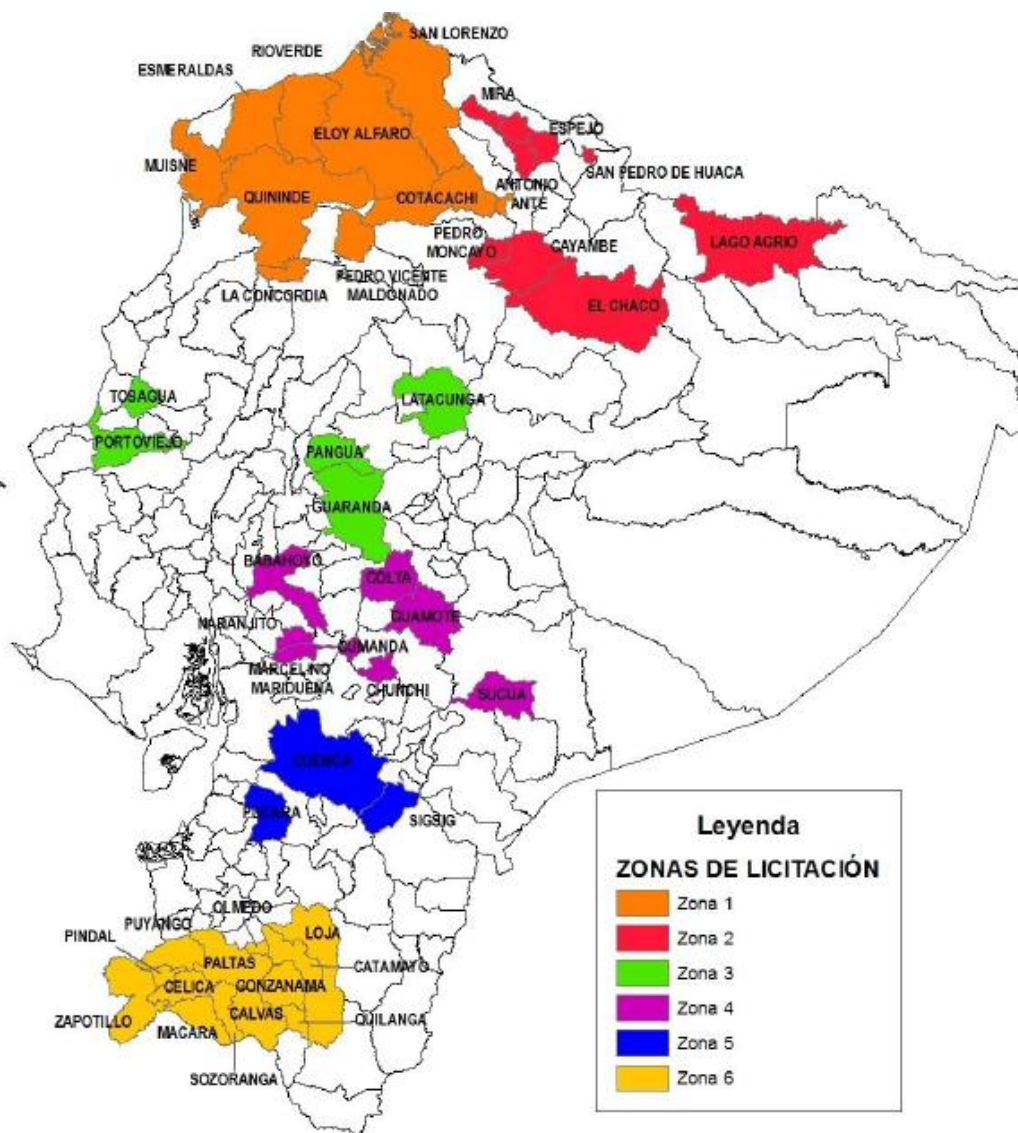 SAN LORENZO
RIOVERDE
ESMERALDAS
MIRA
ESPEJO
ELOY ALFARO
MUISNE
SAN PEDRO DE HUACA
QUININDE
COTACACHI
ANTONIO
ANTE
PEDRO
MONCAYO
CAYAMBE
LAGO AGRIO
PEDRO VICENTE
MALDONADO
LA CONCORDIA
EL CHACO
TOSAGUA
LATACUNGA
PORTOVIEJO
PANGUA
GUARANDA
BABAHOYO
COLTA
GUAMOTE
NARANJITO
CUMANDA
MARCELINO
MARIDUEÑA
CHUNCHI
SUCUA
CUENCA
PUCARA
SIGSIG
Leyenda
ZONAS DE LICITACIÓN
Zona 1
Zona 2
Zona 3
Zona 4
Zona 5
Zona 6
OLMEDO
PUYANGO
LOJA
PINDAL
PALTAS
CATAMAYO
CELICA
GONZANAMA
ZAPOTILLO
CALVAS
QUILANGA
MACARA
SOZORANGA